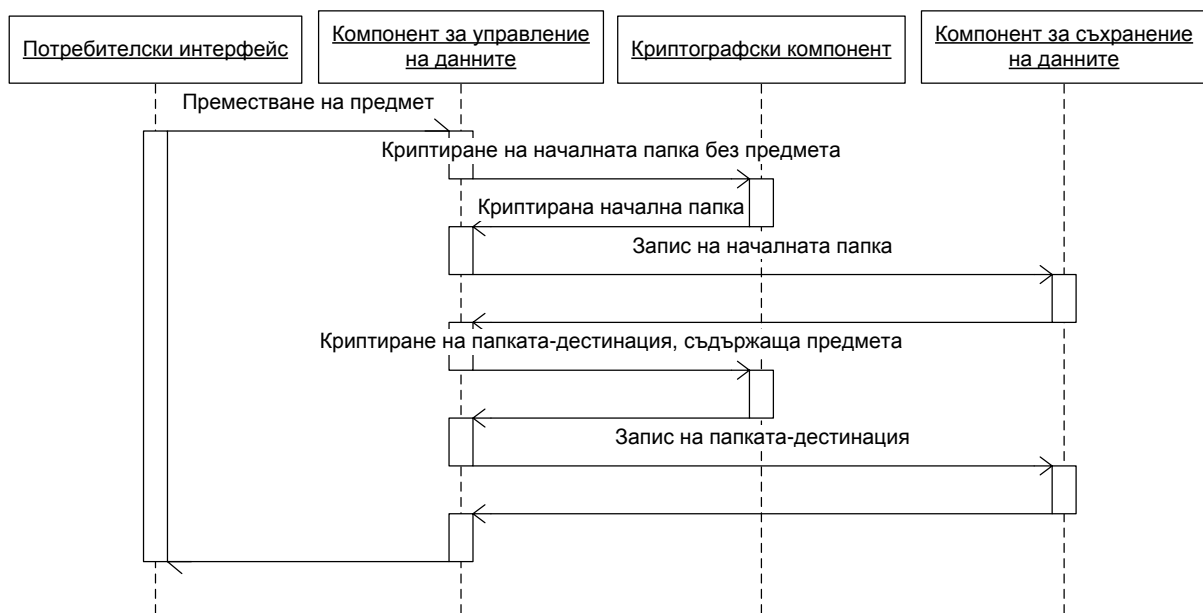 Потребителски интерфейс
Компонент за управление
на данните
Криптографски компонент
Компонент за съхранение
на данните
Преместване на предмет
Криптиране на началната папка без предмета
Криптирана начална папка
Запис на началната папка
Криптиране на папката-дестинация, съдържаща предмета
Запис на папката-дестинация